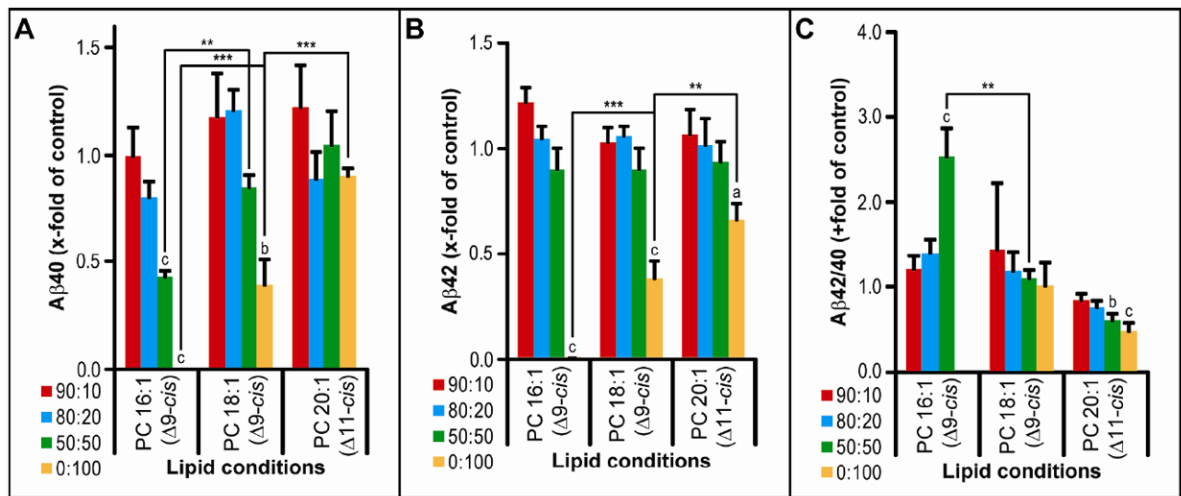 A
Aβ40 (x-fold of control)
1.5
1.0
0.5
0.0
**
***
***
c
c
b
PC 16:1
(Δ9-cis)
PC 18:1
(Δ9-cis)
PC 20:1
(Δ11-cis)
90:10
80:20
50:50
0:100
Lipid conditions
B
Aβ42 (x-fold of control)
1.5
1.0
0.5
0.0
***
**
c
c
a
PC 16:1
(Δ9-cis)
PC 18:1
(Δ9-cis)
PC 20:1
(Δ11-cis)
90:10
80:20
50:50
0:100
Lipid conditions
C
Aβ42/40 (+fold of control)
4.0
3.0
2.0
1.0
0.0
**
c
b
c
PC 16:1
(Δ9-cis)
PC 18:1
(Δ9-cis)
PC 20:1
(Δ11-cis)
90:10
80:20
50:50
0:100
Lipid conditions